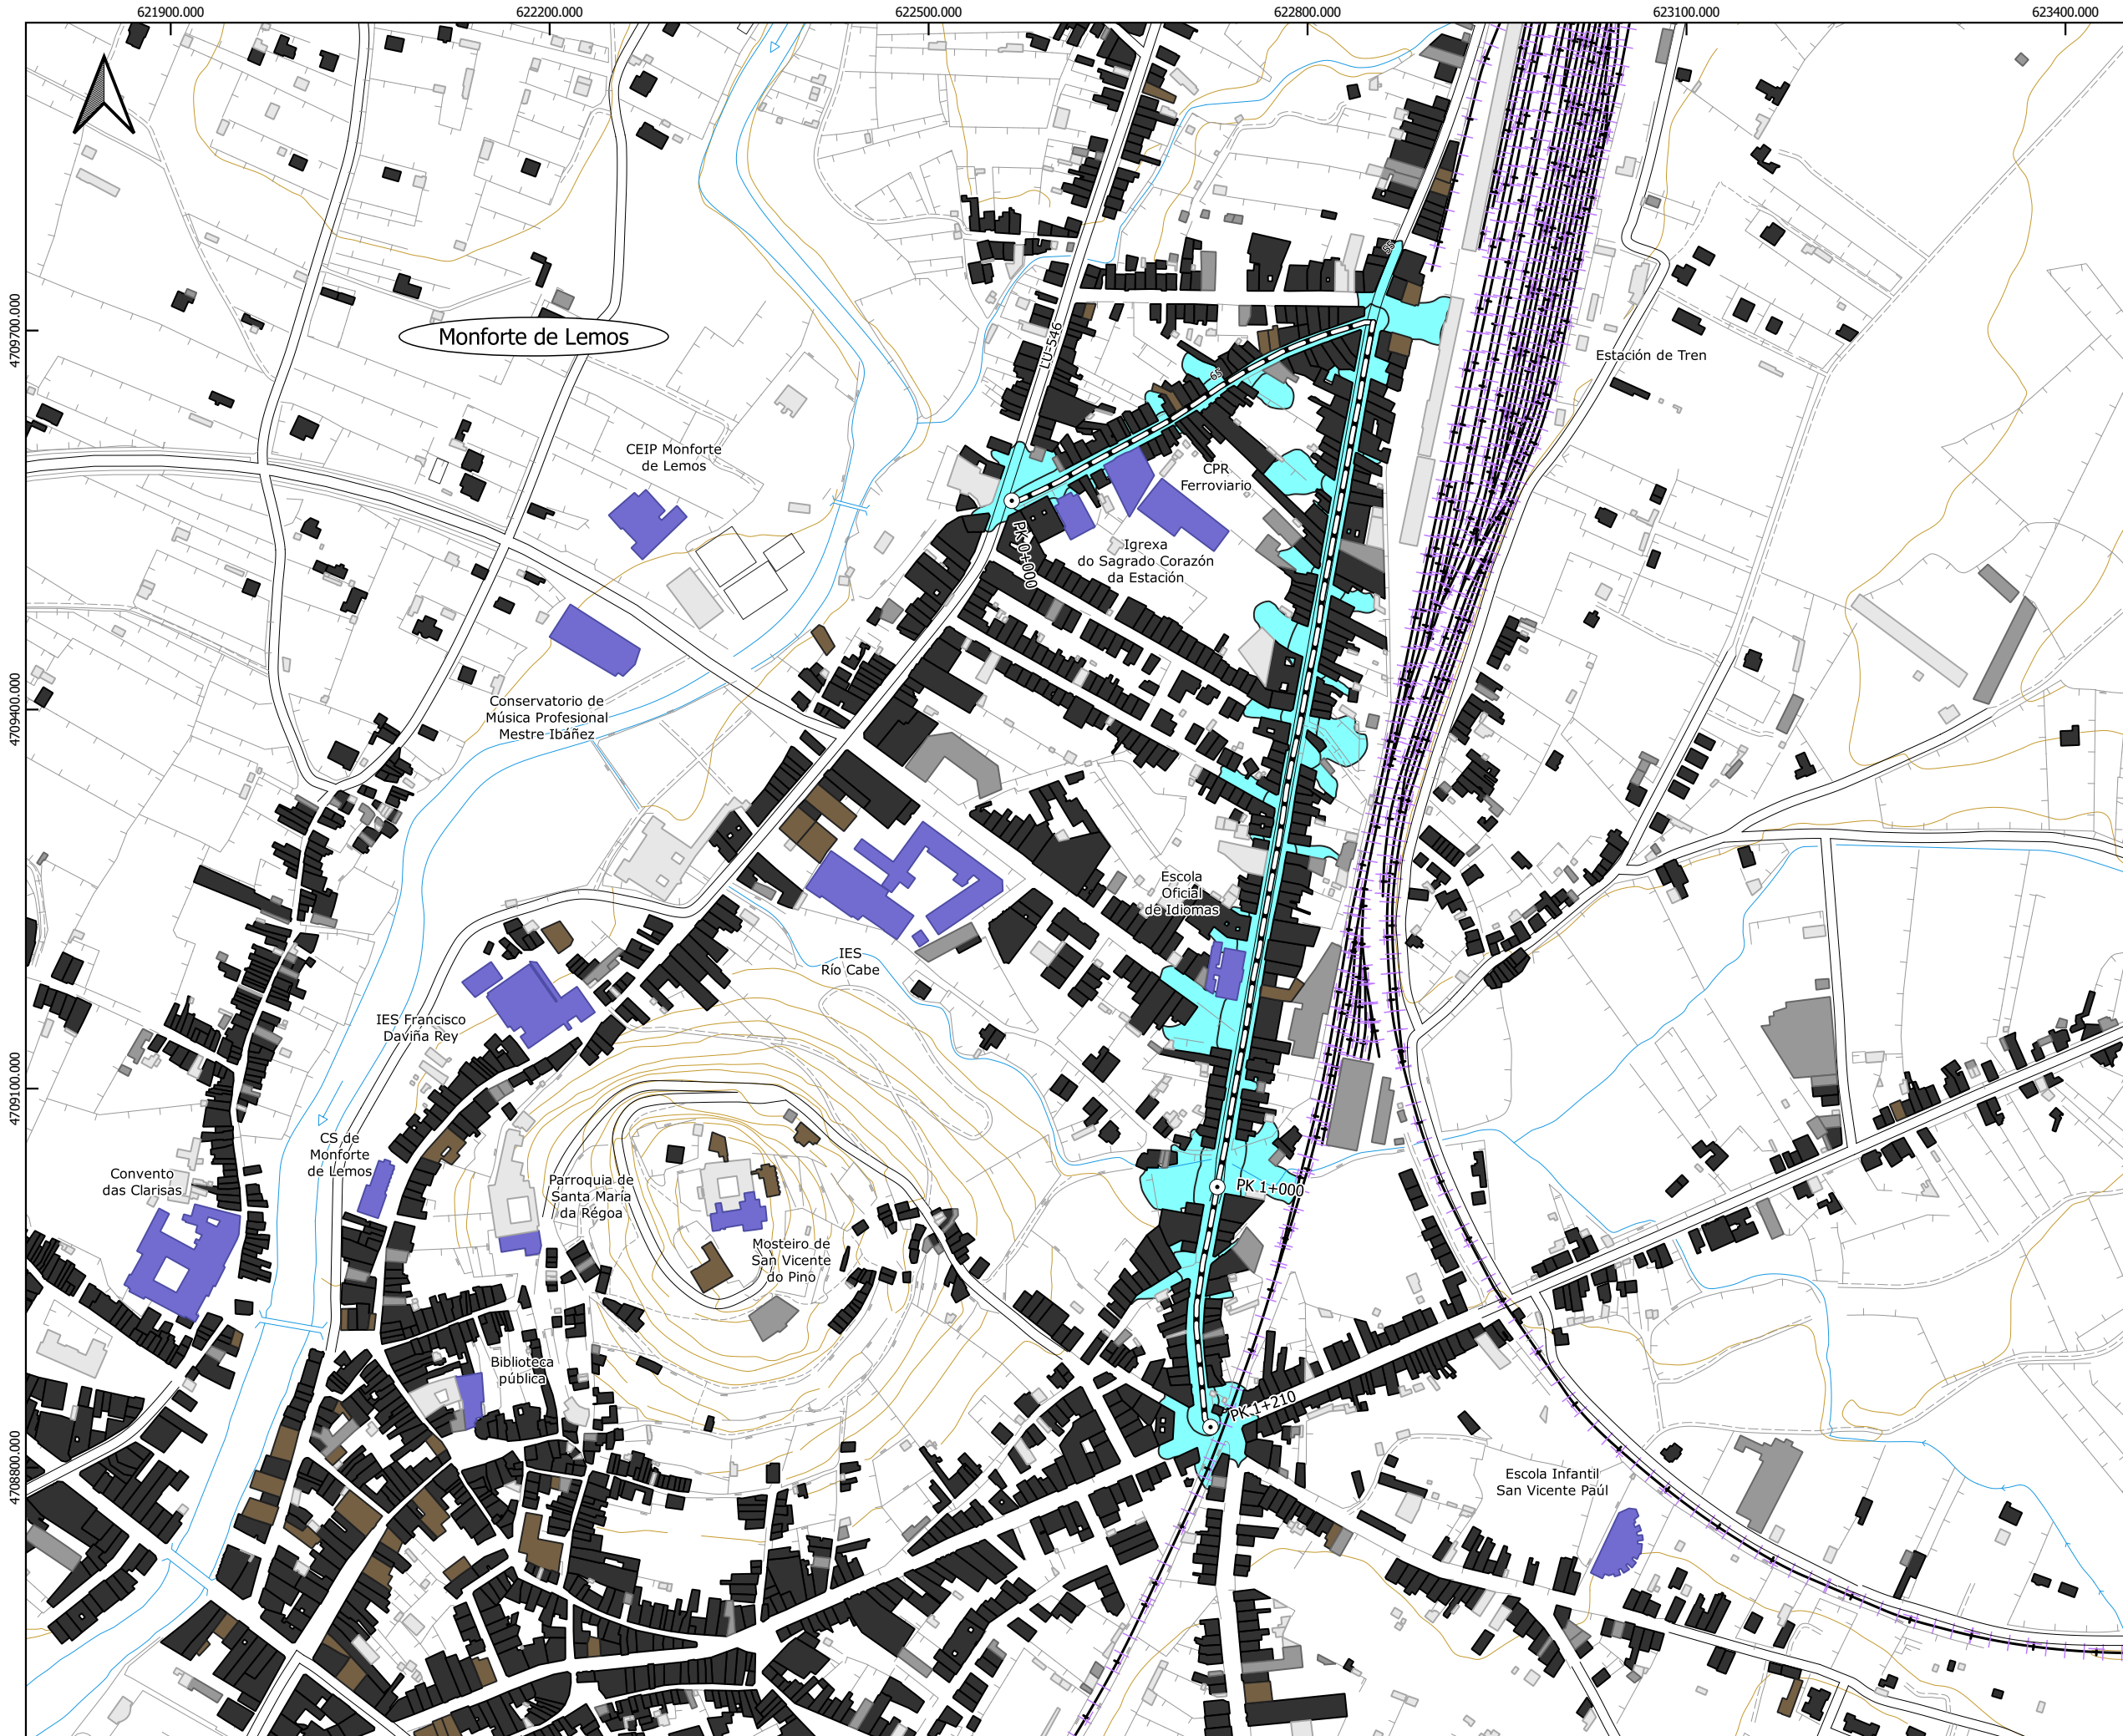 621900.000
622200.000
622500.000
622800.000
623100.000
623400.000
4709700.000
4709400.000
4709100.000
4708800.000
Monforte de Lemos
LU-546
55
65
Estación de Tren
CEIP Monforte
de Lemos
CPR
Ferroviario
PK 0+000
Igrexa
do Sagrado Corazón
da Estación
Conservatorio de
Música Profesional
Mestre Ibáñez
Escola
Oficial
de Idiomas
IES
Río Cabe
IES Francisco
Daviña Rey
CS de
Monforte
de Lemos
Convento
das Clarisas
Parroquia de
Santa María
da Régoa
PK 1+000
Mosteiro de
San Vicente
do Pino
Biblioteca
pública
PK 1+210
Escola Infantil
San Vicente Paúl